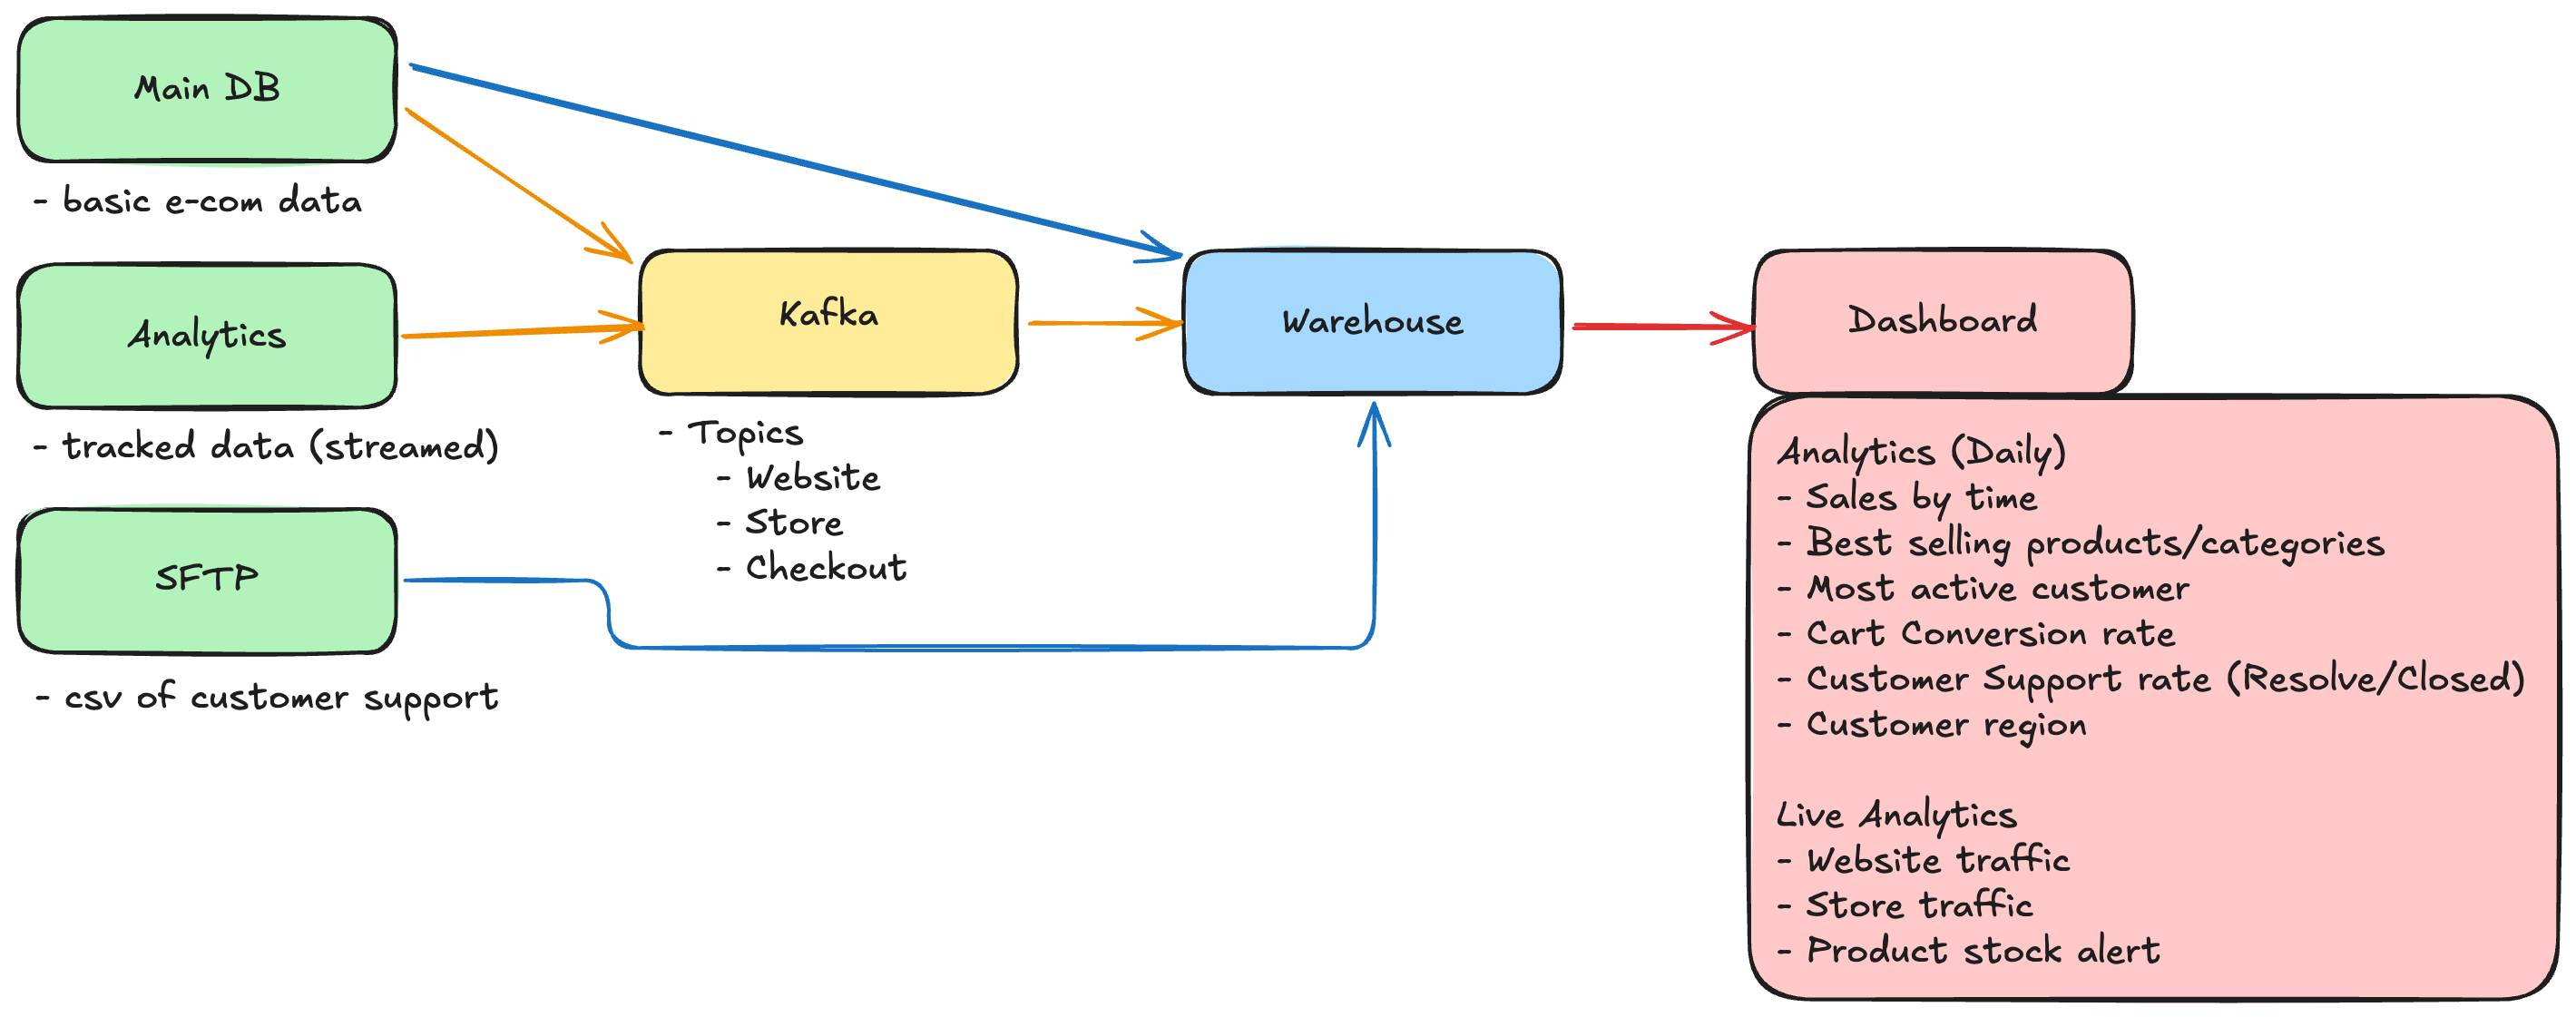 Main DB
- basic e-com data
Analytics
- tracked data (streamed)
SFTP
- csv of customer support
Kafka
- Topics
- Website
- Store
- Checkout
Warehouse
Dashboard
Analytics (Daily)
- Sales by time
- Best selling products/categories
- Most active customer
- Cart Conversion rate
- Customer Support rate (Resolve/Closed)
- Customer region
Live Analytics
- Website traffic
- Store traffic
- Product stock alert